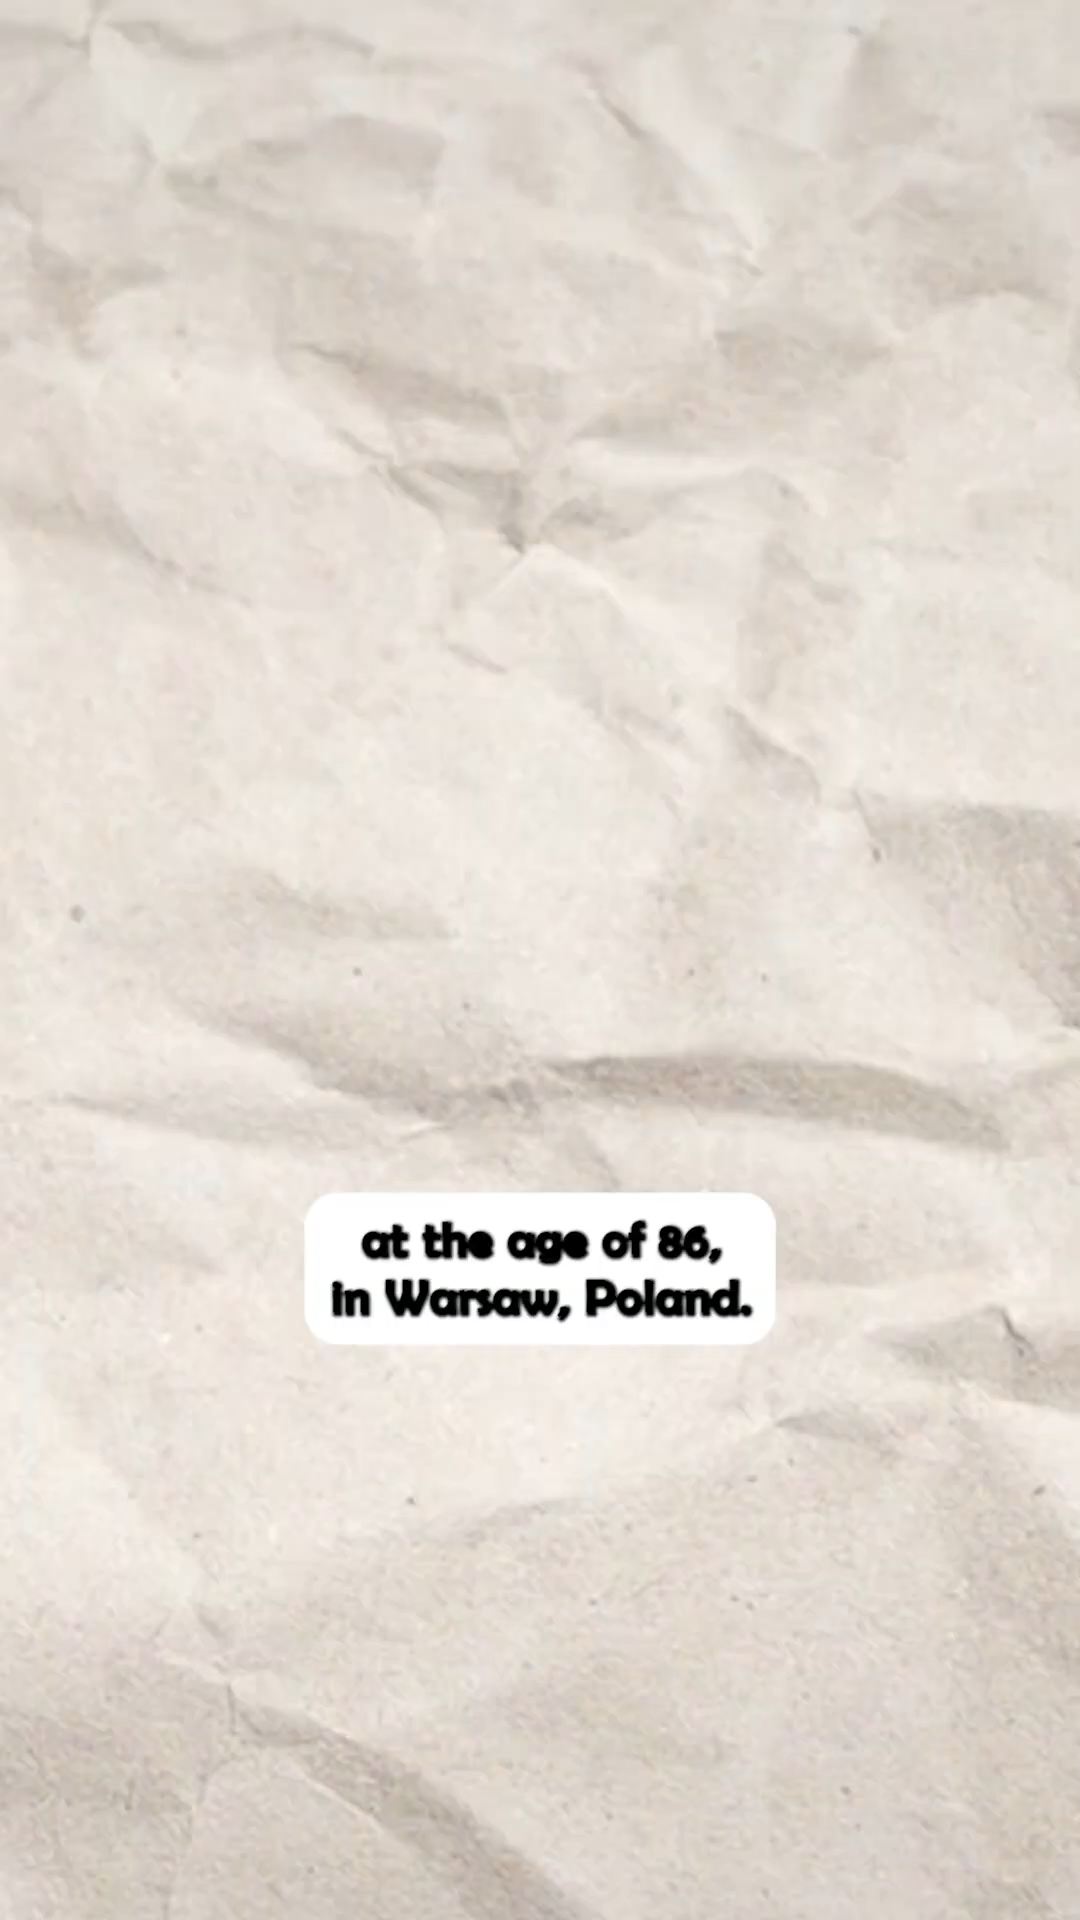 at the age of 86,
in Warsaw, Poland.